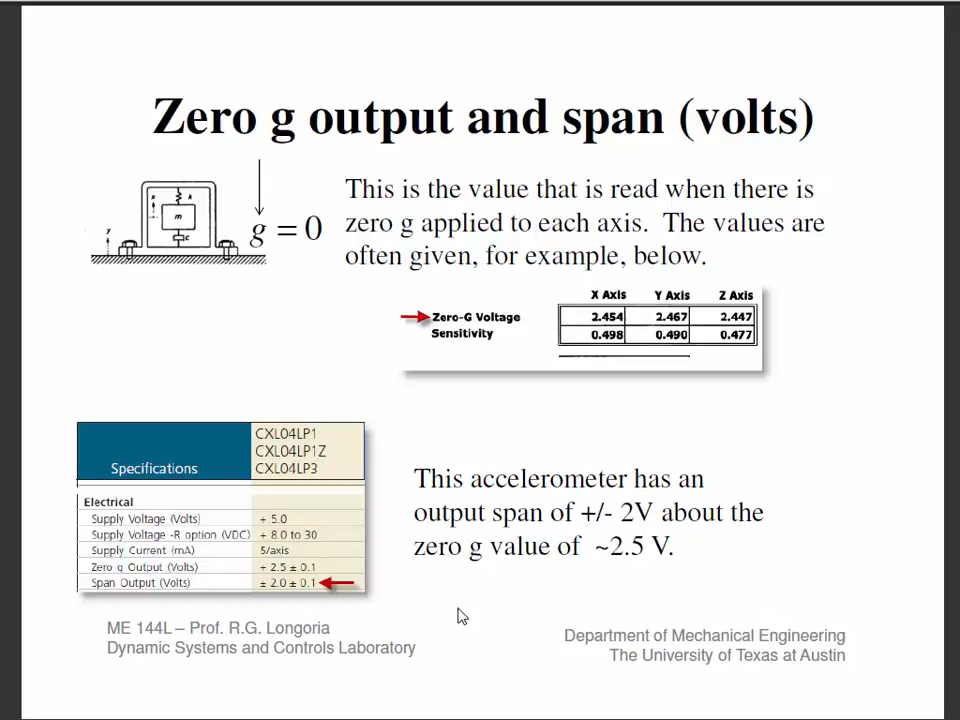 Zero g output and span (volts)
g = 0
x
k
m
c
y
This is the value that is read when there is
zero g applied to each axis. The values are
often given, for example, below.
X Axis Y Axis Z Axis
Zero-G Voltage 2.454 2.467 2.447
Sensitivity 0.498 0.490 0.477
Specifications
CXL04LP1
CXL04LP1Z
CXL04LP3
Electrical
Supply Voltage (Volts) + 5.0
Supply Voltage -R option (VDC) + 8.0 to 30
Supply Current (mA) 5/axis
Zero g Output (Volts) + 2.5 ± 0.1
Span Output (Volts) ± 2.0 ± 0.1
This accelerometer has an
output span of +/- 2V about the
zero g value of ~2.5 V.
ME 144L – Prof. R.G. Longoria
Dynamic Systems and Controls Laboratory
Department of Mechanical Engineering
The University of Texas at Austin